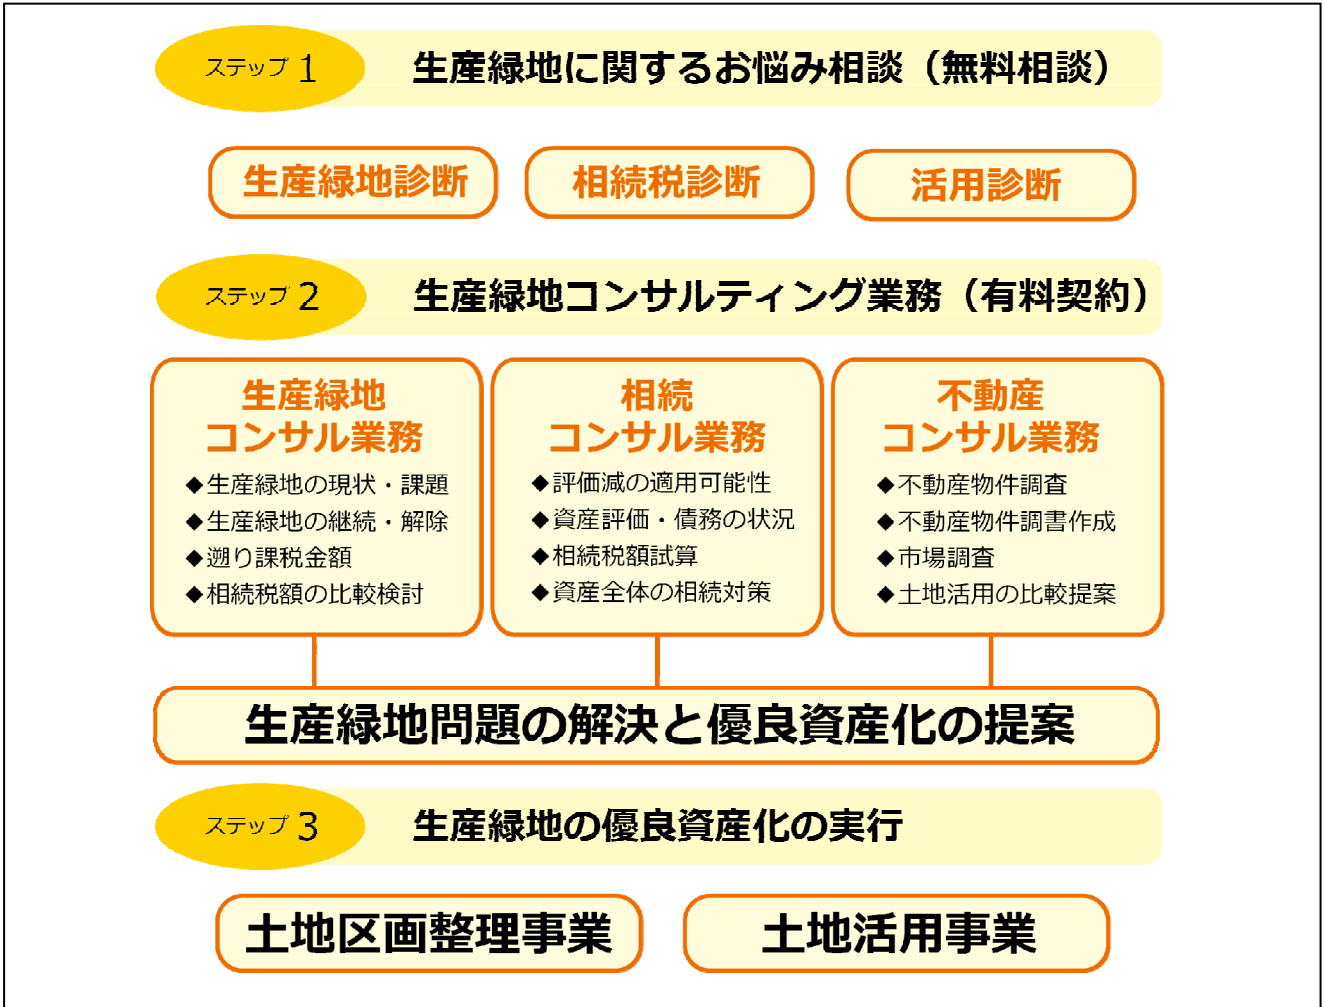 ステップ 1
生産緑地に関するお悩み相談（無料相談）
生産緑地診断
相続税診断
活用診断
ステップ 2
生産緑地コンサルティング業務（有料契約）
生産緑地
コンサル業務
◆生産緑地の現状・課題
◆生産緑地の継続・解除
◆遡り課税金額
◆相続税額の比較検討
相続
コンサル業務
◆評価減の適用可能性
◆資産評価・債務の状況
◆相続税額試算
◆資産全体の相続対策
不動産
コンサル業務
◆不動産物件調査
◆不動産物件調書作成
◆市場調査
◆土地活用の比較提案
生産緑地問題の解決と優良資産化の提案
ステップ 3
生産緑地の優良資産化の実行
土地区画整理事業
土地活用事業